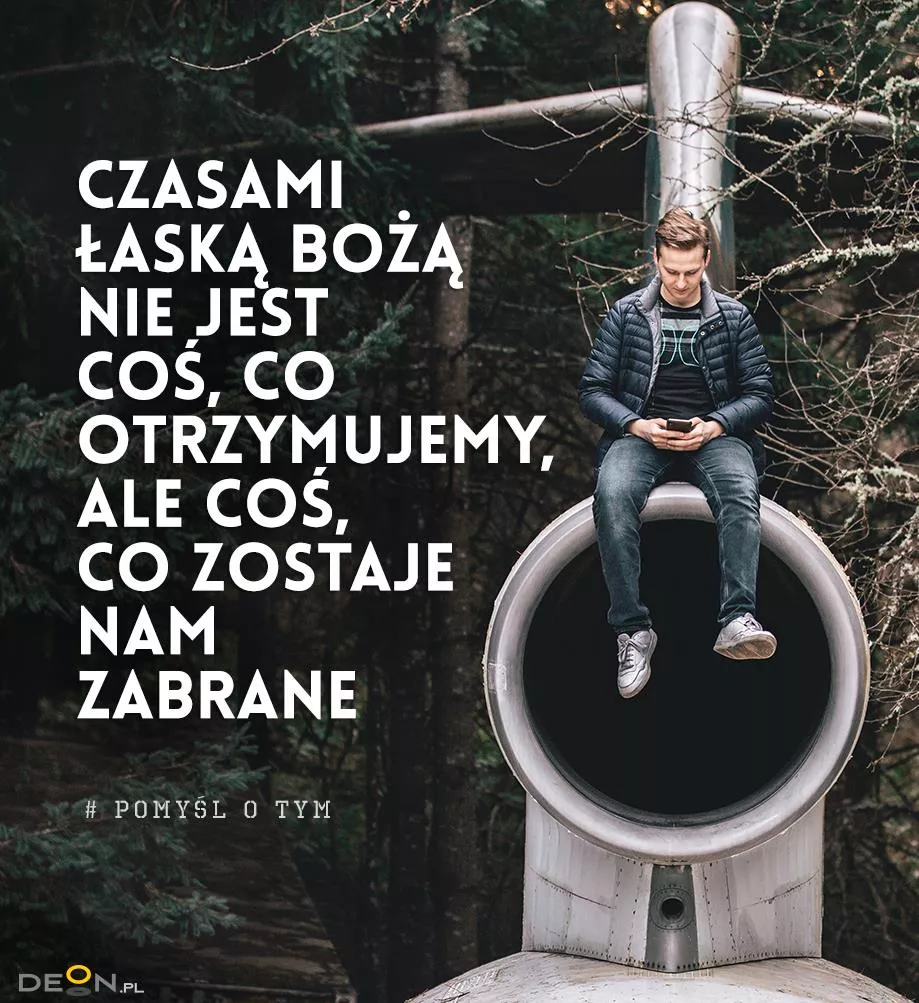 CZASAMI
ŁASKĄ BOŻĄ
NIE JEST
COŚ, CO
OTRZYMUJEMY,
ALE COŚ,
CO ZOSTAJE
NAM
ZABRANE
# POMYŚL O TYM
DEON.PL